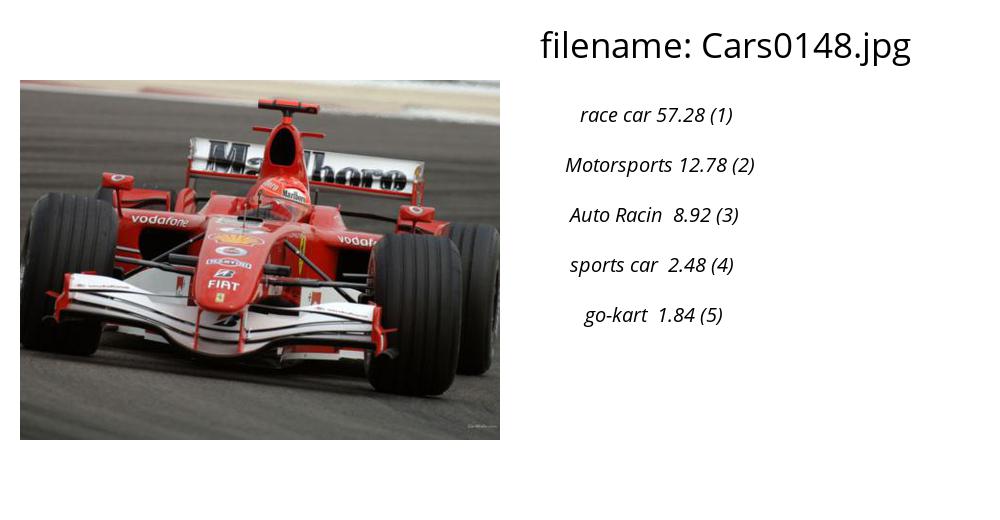 filename: Cars0148.jpg
race car 57.28 (1)
Motorsports 12.78 (2)
Auto Racin  8.92 (3)
sports car  2.48 (4)
go-kart  1.84 (5)
Marlboro
Marlboro
vodafone
vodafone
FIAT